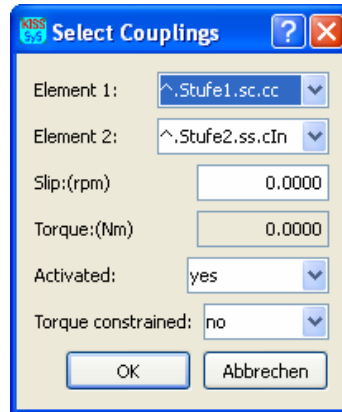 KISS
SyS
Select Couplings
Element 1:
^.Stufe1.sc.cc
Element 2:
^.Stufe2.ss.cIn
Slip:(rpm)
0.0000
Torque:(Nm)
0.0000
Activated:
yes
Torque constrained:
no
OK
Abbrechen